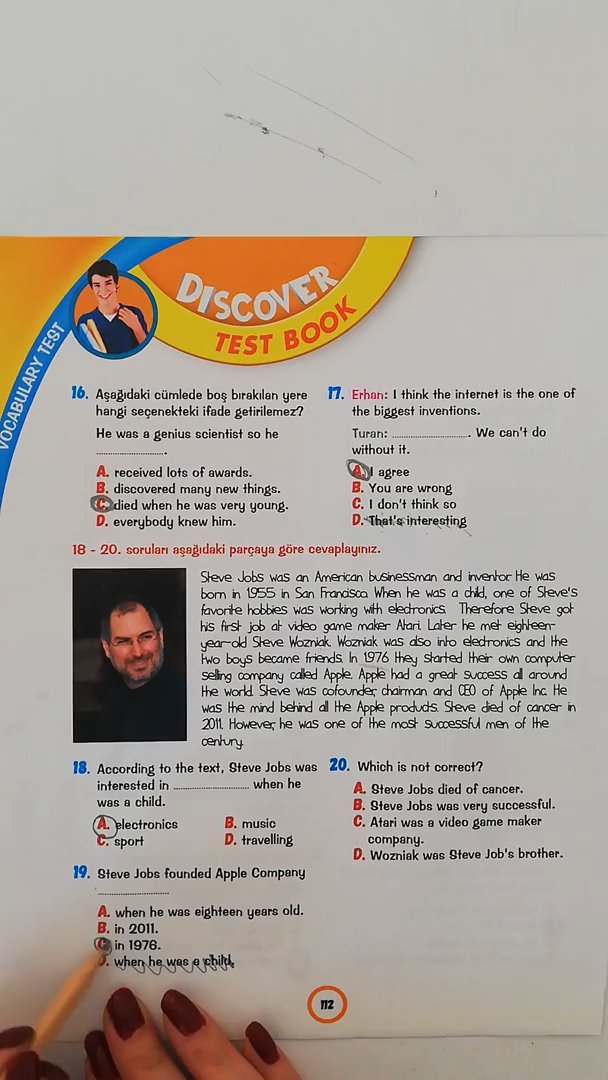 DISCOVER
TEST BOOK
VOCABULARY TEST
16. Aşağıdaki cümlede boş bırakılan yere
hangi seçenekteki ifade getirilemez?
He was a genius scientist so he
.............................
A. received lots of awards.
B. discovered many new things.
C. died when he was very young.
D. everybody knew him.
17. Erhan: I think the internet is the one of
the biggest inventions.
Turan: ............................. We can't do
without it.
A. I agree
B. You are wrong
C. I don't think so
D. That's interesting
18 - 20. soruları aşağıdaki parçaya göre cevaplayınız.
Steve Jobs was an American businessman and inventor. He was
born in 1955 in San Francisco. When he was a child, one of Steve's
favorite hobbies was working with electronics. Therefore Steve got
his first job at video game maker Atari. Later he met eighteen-
year-old Steve Wozniak. Wozniak was also into electronics and the
two boys became friends. In 1976 they started their own computer
selling company called Apple. Apple had a great success all around
the world. Steve was cofounder, chairman and CEO of Apple Inc. He
was the mind behind all the Apple products. Steve died of cancer in
2011. However, he was one of the most successful men of the
century.
18. According to the text, Steve Jobs was
interested in ............................. when he
was a child.
A. electronics B. music
C. sport D. travelling
19. Steve Jobs founded Apple Company
.............................
A. when he was eighteen years old.
B. in 2011.
C. in 1976.
D. when he was a child.
20. Which is not correct?
A. Steve Jobs died of cancer.
B. Steve Jobs was very successful.
C. Atari was a video game maker
company.
D. Wozniak was Steve Job's brother.
112